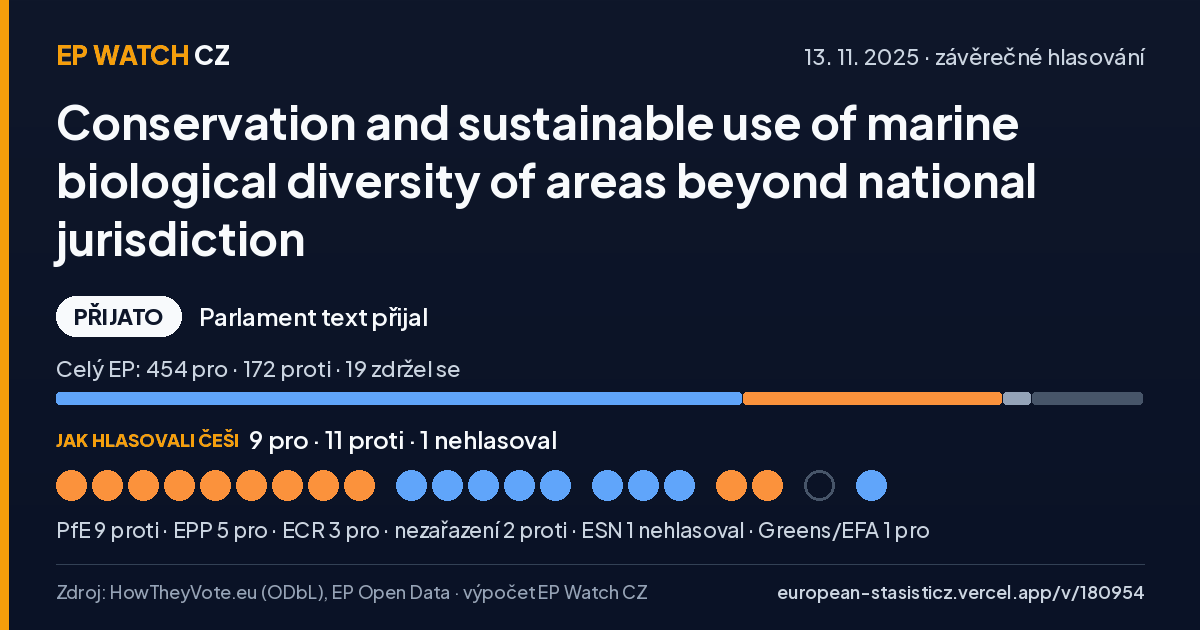 EP WATCH CZ
13. 11. 2025 · závěrečné hlasování
Conservation and sustainable use of marine
biological diversity of areas beyond national
jurisdiction
PŘIJATO Parlament text přijal
Celý EP: 454 pro · 172 proti · 19 zdržel se
JAK HLASOVALI ČEŠI 9 pro · 11 proti · 1 nehlasoval
PfE 9 proti · EPP 5 pro · ECR 3 pro · nezařazení 2 proti · ESN 1 nehlasoval · Greens/EFA 1 pro
Zdroj: HowTheyVote.eu (ODbL), EP Open Data · výpočet EP Watch CZ
european-stasisticz.vercel.app/v/180954